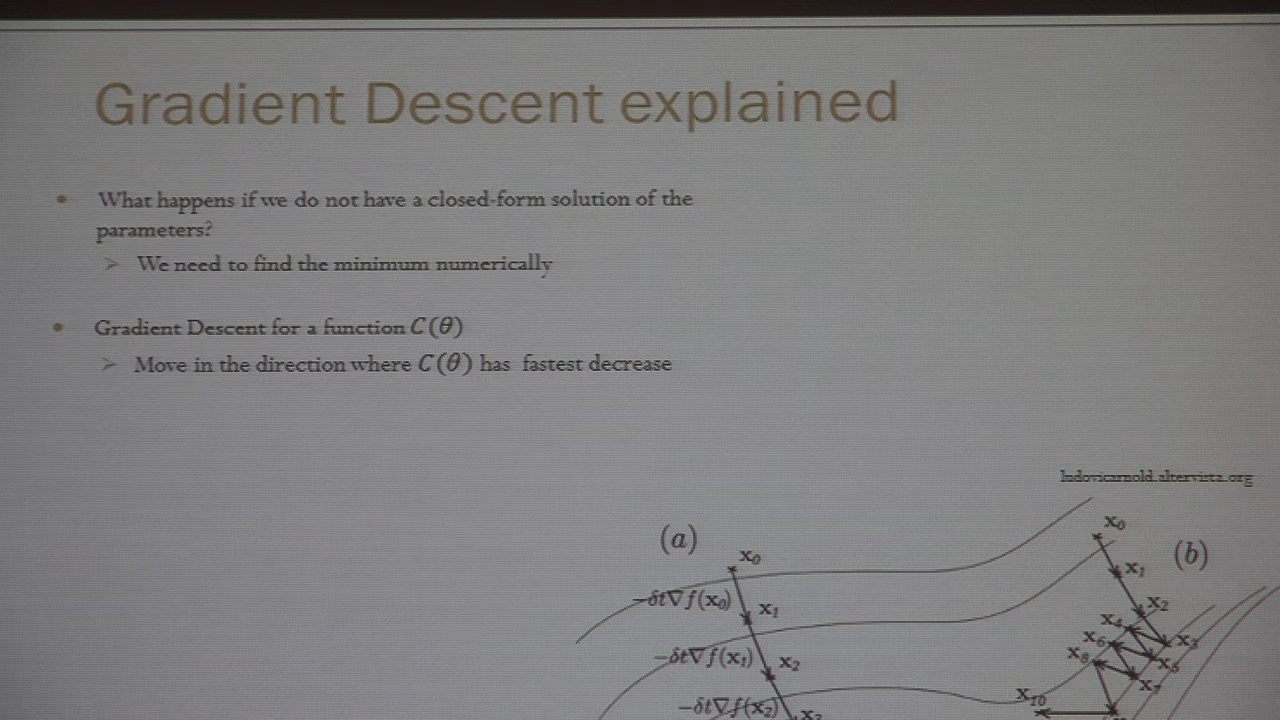 Gradient Descent explained
• What happens if we do not have a closed-form solution of the
parameters?
➢ We need to find the minimum numerically
• Gradient Descent for a function C(θ)
➢ Move in the direction where C(θ) has fastest decrease
ludovicarnold.altervista.org
(a)
x₀
−δt∇f(x₀)
x₁
−δt∇f(x₁)
x₂
−δt∇f(x₂)
x₃
(b)
x₀
x₁
x₂
x₄
x₃
x₆
x₅
x₈
x₇
x₁₀